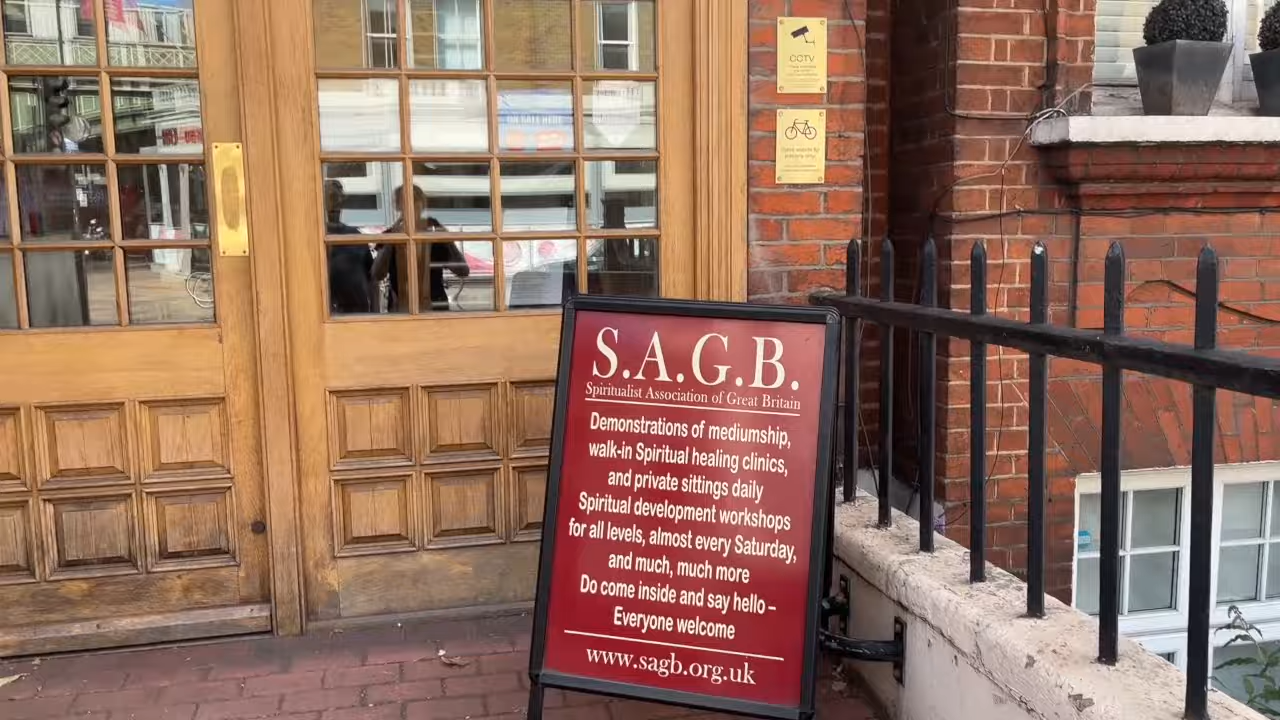 CCTV
S.A.G.B.
Spiritualist Association of Great Britain
Demonstrations of mediumship,
walk-in Spiritual healing clinics,
and private sittings daily
Spiritual development workshops
for all levels, almost every Saturday,
and much, much more
Do come inside and say hello –
Everyone welcome
www.sagb.org.uk